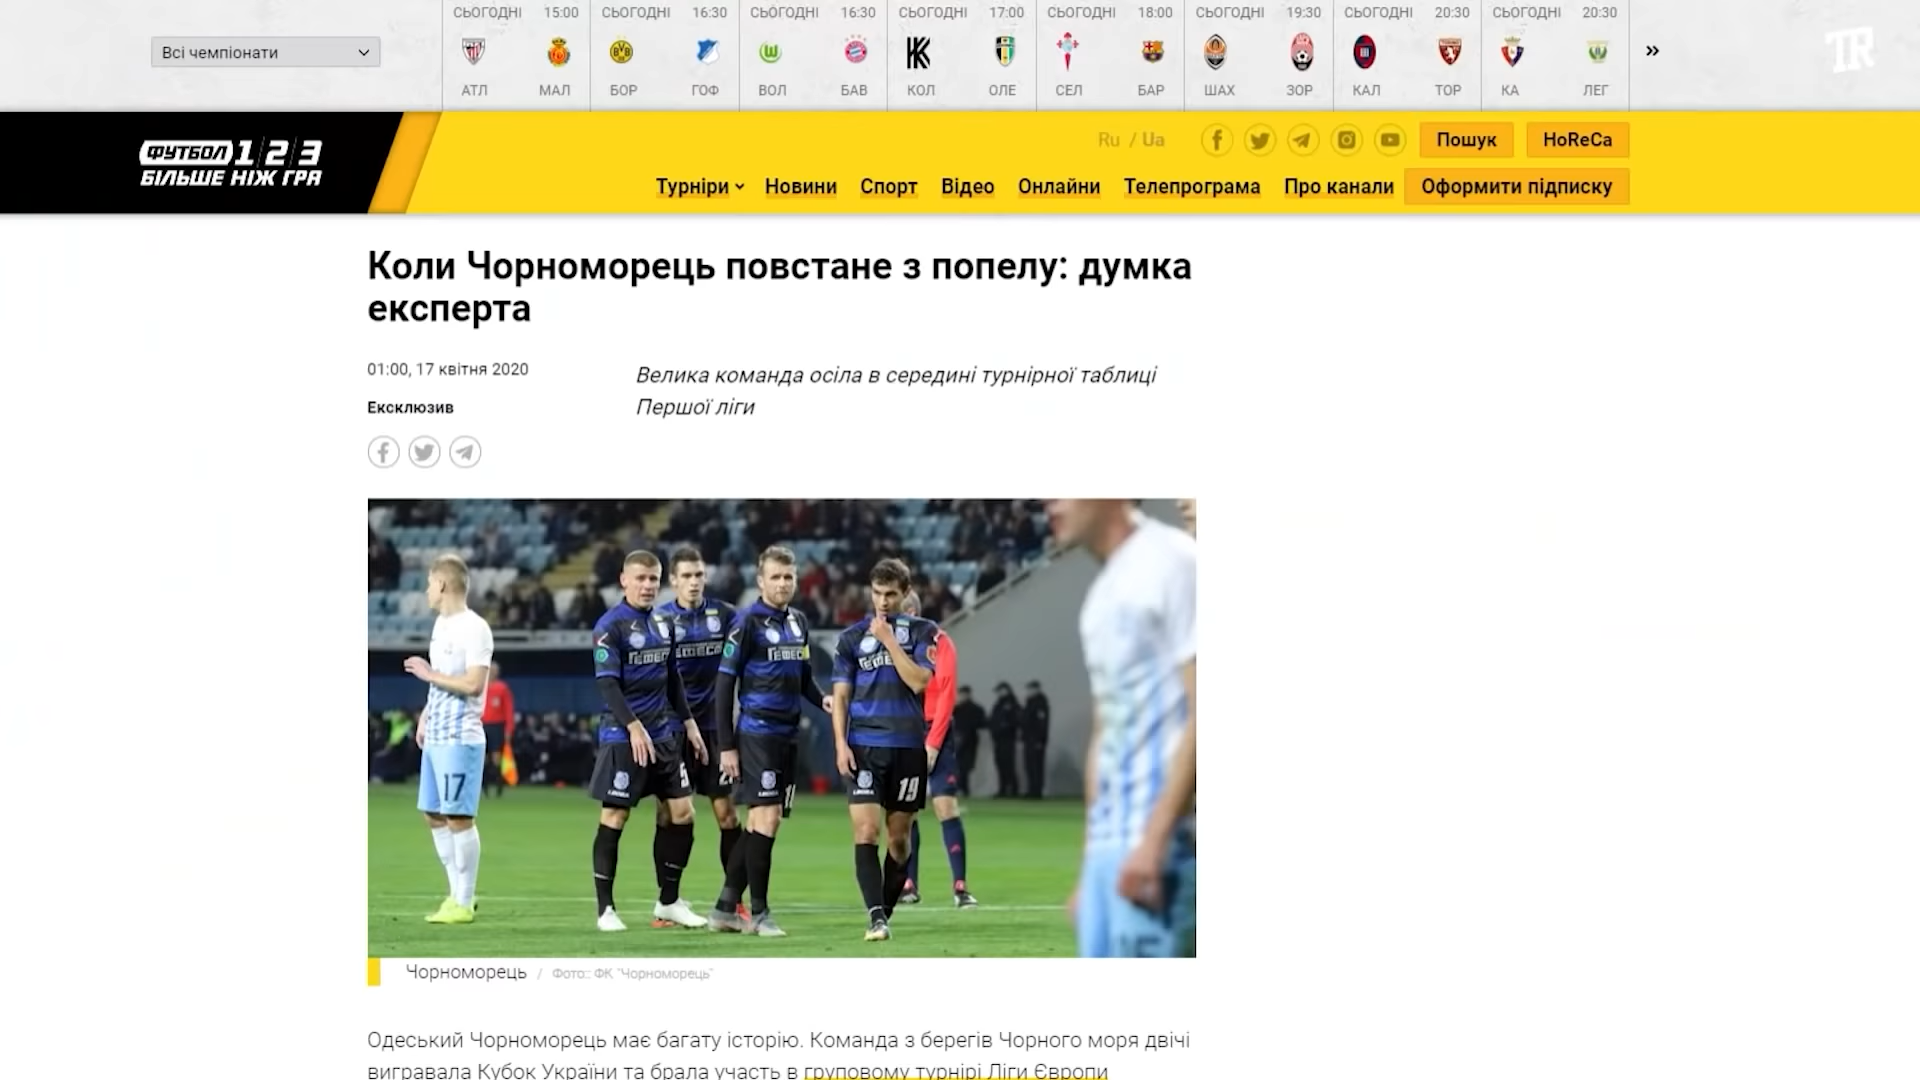 СЬОГОДНІ 15:00 СЬОГОДНІ 16:30 СЬОГОДНІ 16:30 СЬОГОДНІ 17:00 СЬОГОДНІ 18:00 СЬОГОДНІ 19:30 СЬОГОДНІ 20:30 СЬОГОДНІ 20:30
Всі чемпіонати
»
TR
АТЛ МАЛ БОР ГОФ ВОЛ БАВ КОЛ ОЛЕ СЕЛ БАР ШАХ ЗОР КАЛ ТОР КА ЛЕГ
ФУТБОЛ 1 2 3
БІЛЬШЕ НІЖ ГРА
Ru / Ua
Пошук
HoReCa
Турніри Новини Спорт Відео Онлайни Телепрограма Про канали Оформити підписку
Коли Чорноморець повстане з попелу: думка
експерта
01:00, 17 квітня 2020
Ексклюзив
Велика команда осіла в середині турнірної таблиці
Першої ліги
17
19
Чорноморець / Фото:: ФК "Чорноморець"
Одеський Чорноморець має багату історію. Команда з берегів Чорного моря двічі
вигравала Кубок України та брала участь в груповому турнірі Ліги Європи